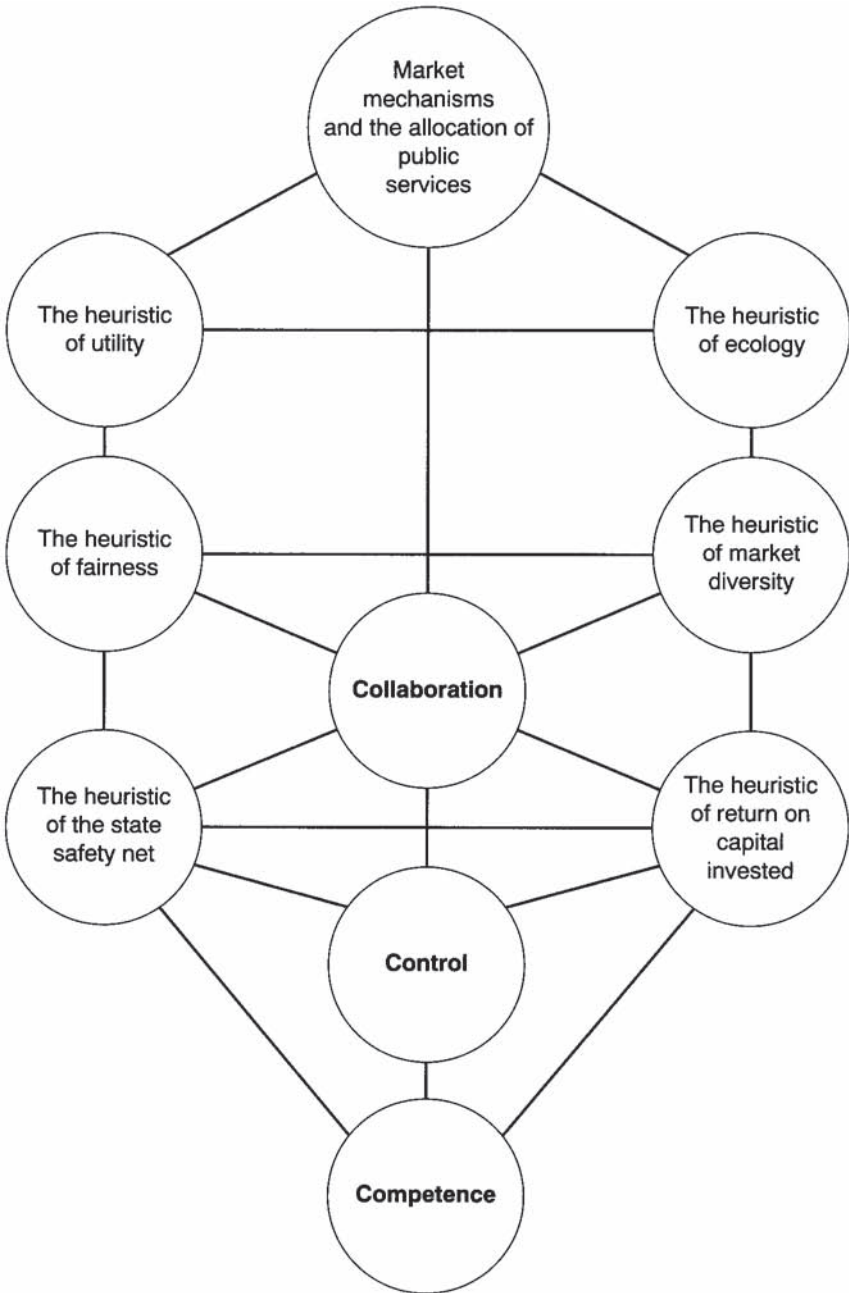 Market
mechanisms
and the allocation of
public
services
The heuristic
of utility
The heuristic
of ecology
The heuristic
of fairness
The heuristic
of market
diversity
Collaboration
The heuristic
of the state
safety net
The heuristic
of return on
capital
invested
Control
Competence